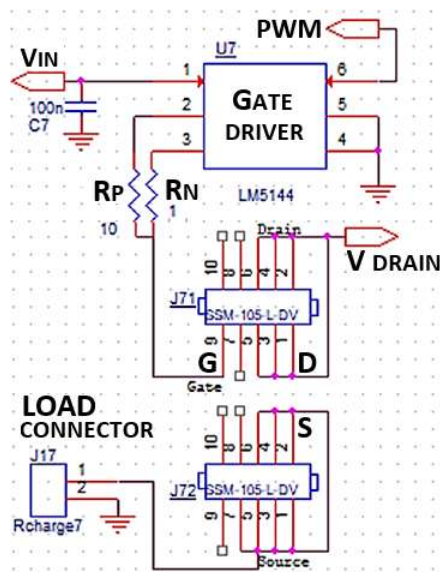 PWM
VIN
U7
1
6
100n
C7
2
5
GATE
DRIVER
3
4
RP
RN
1
10
LM5144
Drain
10
8
6
4
2
V DRAIN
J71
SSM-105-L-DV
9
7
5
3
1
G
D
Gate
LOAD
CONNECTOR
S
10
8
6
4
2
J17
1
2
Rcharge7
J72
SSM-105-L-DV
9
7
5
3
1
Source